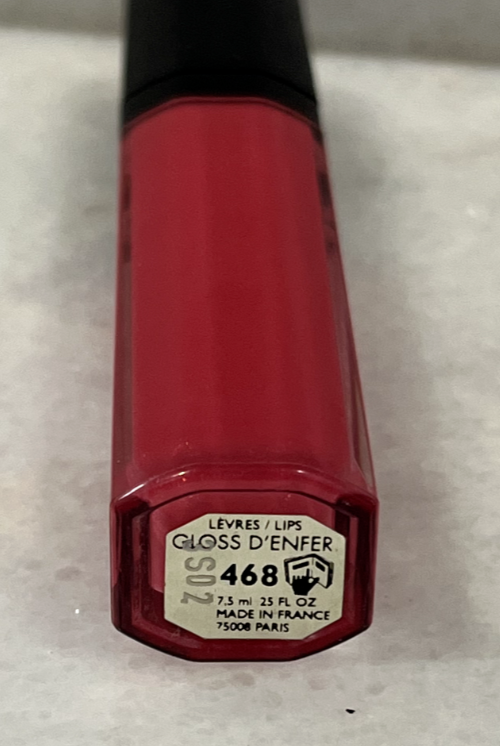 LÈVRES / LIPS
GLOSS D'ENFER
468
7.5 ml 25 FL OZ
MADE IN FRANCE
75008 PARIS